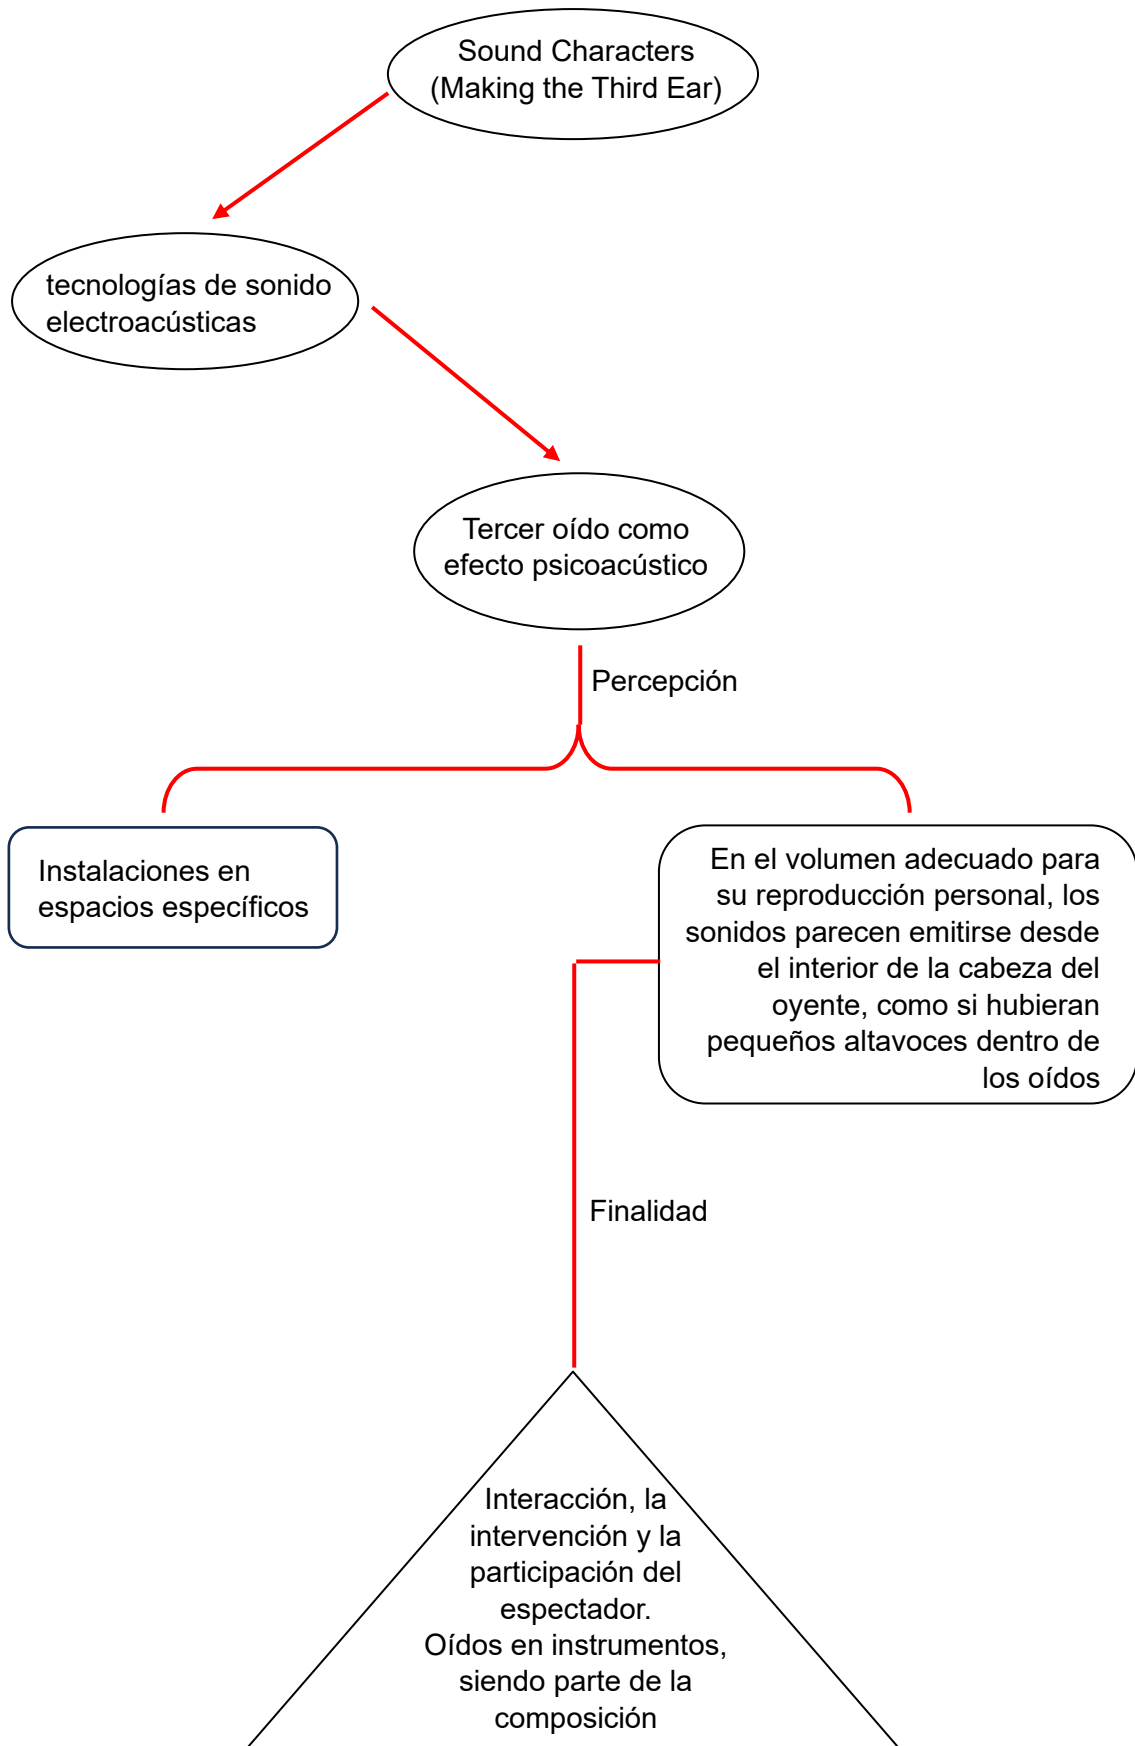 Sound Characters
(Making the Third Ear)
tecnologías de sonido
electroacústicas
Tercer oído como
efecto psicoacústico
Percepción
Instalaciones en
espacios específicos
En el volumen adecuado para
su reproducción personal, los
sonidos parecen emitirse desde
el interior de la cabeza del
oyente, como si hubieran
pequeños altavoces dentro de
los oídos
Finalidad
Interacción, la
intervención y la
participación del
espectador.
Oídos en instrumentos,
siendo parte de la
composición